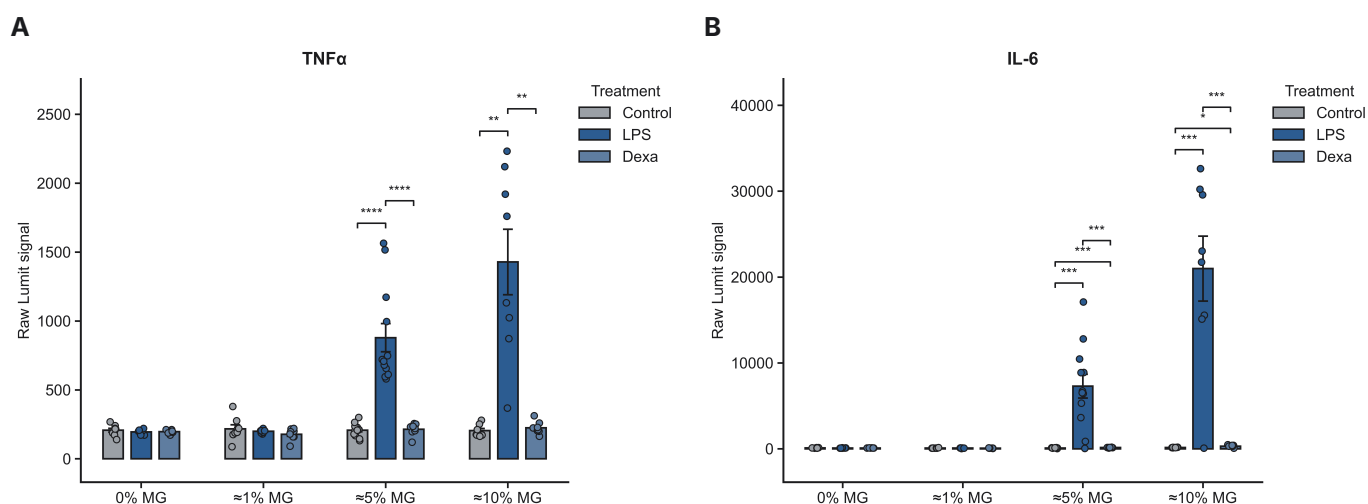 A
TNFα
Raw Lumit signal
2500
2000
1500
1000
500
0
**
**
****
****
0% MG
≈1% MG
≈5% MG
≈10% MG
Treatment
Control
LPS
Dexa
B
IL-6
Raw Lumit signal
40000
30000
20000
10000
0
***
*
***
***
***
***
0% MG
≈1% MG
≈5% MG
≈10% MG
Treatment
Control
LPS
Dexa